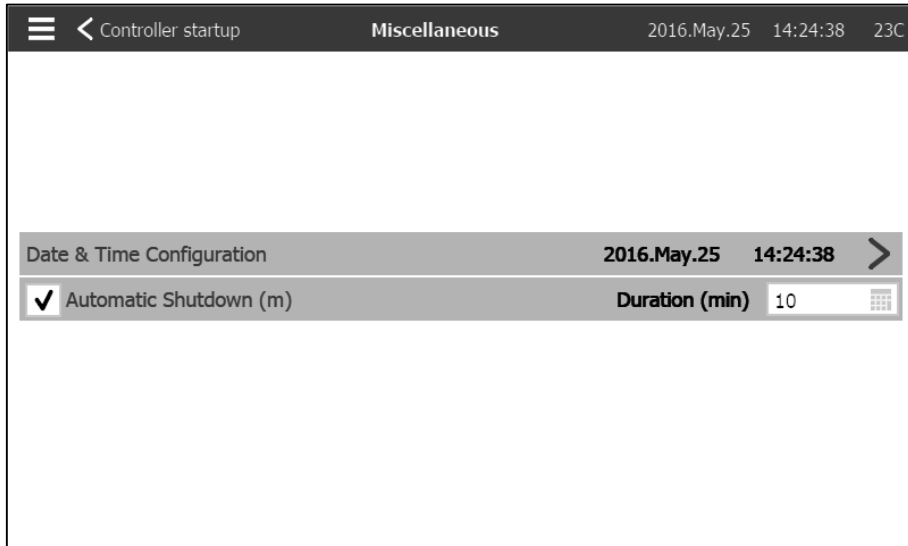 Controller startup Miscellaneous 2016.May.25 14:24:38 23C
Date & Time Configuration 2016.May.25 14:24:38
Automatic Shutdown (m) Duration (min) 10